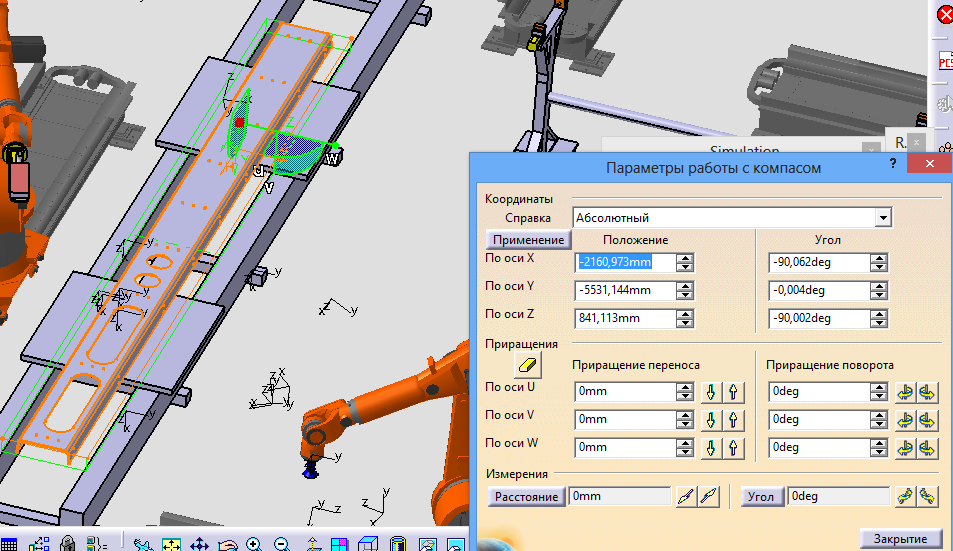 Simulation
R.
Параметры работы с компасом
?
Координаты
Справка Абсолютный
Применение Положение Угол
По оси X -2160,973mm -90,062deg
По оси Y -5531,144mm -0,004deg
По оси Z 841,113mm -90,002deg
Приращения
Приращение переноса Приращение поворота
По оси U 0mm 0deg
По оси V 0mm 0deg
По оси W 0mm 0deg
Измерения
Расстояние 0mm Угол 0deg
Закрытие